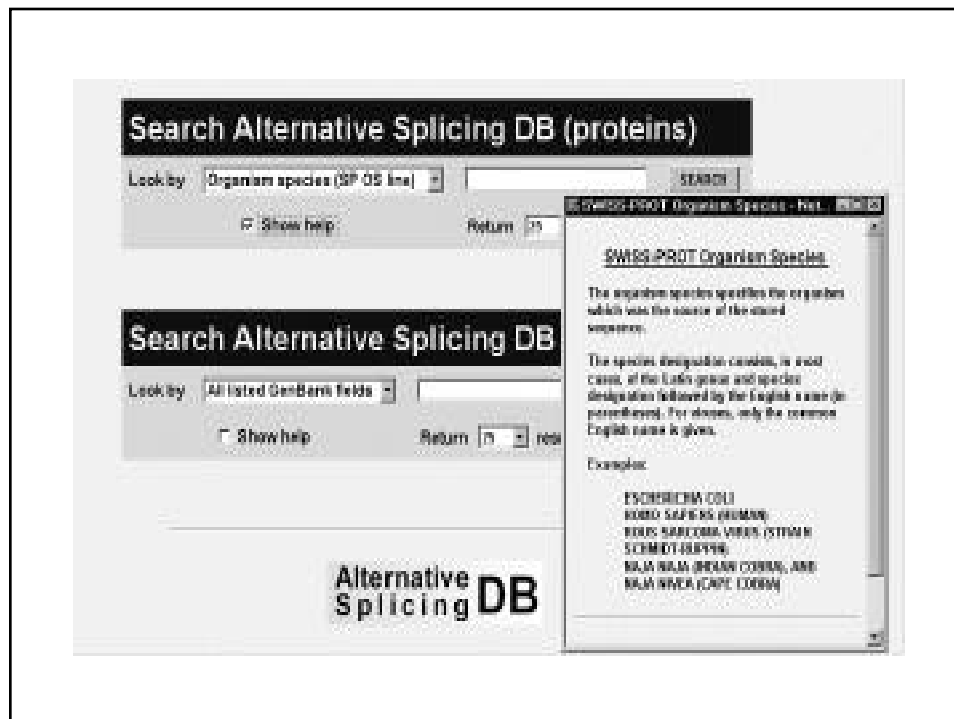 Search Alternative Splicing DB (proteins)
Look by Organism species (SP OS line) SEARCH
Show help Return 25
Search Alternative Splicing DB
Look by All listed GenBank fields
Show help Return
Alternative
Splicing DB
SWISS-PROT Organism Species - Net...
SWISS-PROT Organism Species
The organism species specifies the organism
which was the source of the stored
sequence.
The species designation consists, in most
cases, of the Latin genus and species
designation followed by the English name (in
parentheses). For viruses, only the common
English name is given.
Examples:
ESCHERICHIA COLI
HOMO SAPIENS (HUMAN)
ROUS SARCOMA VIRUS (STRAIN
SCHMIDT-RUPPIN)
NAJA NAJA (INDIAN COBRA), AND
NAJA NIVEA (CAPE COBRA)